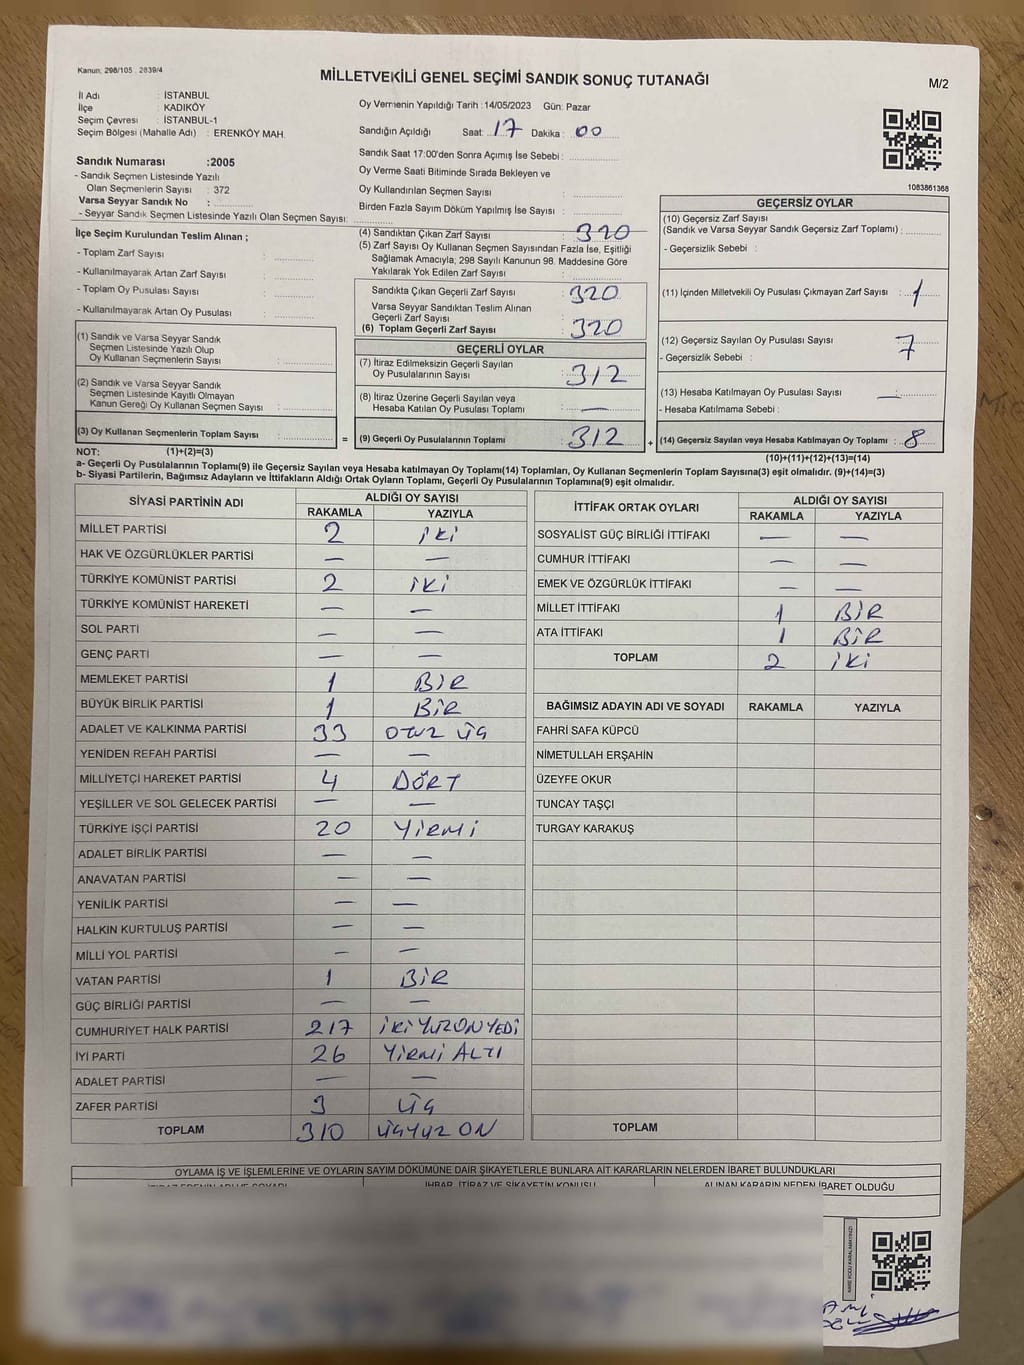 Kanun; 298/105 . 2839/4
MİLLETVEKİLİ GENEL SEÇİMİ SANDIK SONUÇ TUTANAĞI
M/2
İl Adı : İSTANBUL
İlçe : KADIKÖY
Seçim Çevresi : İSTANBUL-1
Seçim Bölgesi (Mahalle Adı) : ERENKÖY MAH.
Sandık Numarası :2005
- Sandık Seçmen Listesinde Yazılı
Olan Seçmenlerin Sayısı : 372
Varsa Seyyar Sandık No :
- Seyyar Sandık Seçmen Listesinde Yazılı Olan Seçmen Sayısı:
Oy Vermenin Yapıldığı Tarih :14/05/2023 Gün: Pazar
Sandığın Açıldığı Saat: 17 Dakika : 00
Sandık Saat 17:00'den Sonra Açımış İse Sebebi :
Oy Verme Saati Bitiminde Sırada Bekleyen ve
Oy Kullandırılan Seçmen Sayısı :
Birden Fazla Sayım Döküm Yapılmış İse Sayısı :
1083861368
İlçe Seçim Kurulundan Teslim Alınan ;
- Toplam Zarf Sayısı :
- Kullanılmayarak Artan Zarf Sayısı :
- Toplam Oy Pusulası Sayısı :
- Kullanılmayarak Artan Oy Pusulası :
(1) Sandık ve Varsa Seyyar Sandık
Seçmen Listesinde Yazılı Olup
Oy Kullanan Seçmenlerin Sayısı :
(2) Sandık ve Varsa Seyyar Sandık
Seçmen Listesinde Kayıtlı Olmayan
Kanun Gereği Oy Kullanan Seçmen Sayısı :
(3) Oy Kullanan Seçmenlerin Toplam Sayısı :
(4) Sandıktan Çıkan Zarf Sayısı : 320
(5) Zarf Sayısı Oy Kullanan Seçmen Sayısından Fazla İse, Eşitliği
Sağlamak Amacıyla; 298 Sayılı Kanunun 98. Maddesine Göre
Yakılarak Yok Edilen Zarf Sayısı :
Sandıkta Çıkan Geçerli Zarf Sayısı : 320
Varsa Seyyar Sandıktan Teslim Alınan
Geçerli Zarf Sayısı :
(6) Toplam Geçerli Zarf Sayısı : 320
GEÇERLİ OYLAR
(7) İtiraz Edilmeksizin Geçerli Sayılan
Oy Pusulalarının Sayısı : 312
(8) İtiraz Üzerine Geçerli Sayılan veya
Hesaba Katılan Oy Pusulası Toplamı : —
= (9) Geçerli Oy Pusulalarının Toplamı : 312 +
GEÇERSİZ OYLAR
(10) Geçersiz Zarf Sayısı
(Sandık ve Varsa Seyyar Sandık Geçersiz Zarf Toplamı) :
- Geçersizlik Sebebi :
(11) İçinden Milletvekili Oy Pusulası Çıkmayan Zarf Sayısı : 1
(12) Geçersiz Sayılan Oy Pusulası Sayısı : 7
- Geçersizlik Sebebi :
(13) Hesaba Katılmayan Oy Pusulası Sayısı : —
- Hesaba Katılmama Sebebi :
(14) Geçersiz Sayılan veya Hesaba Katılmayan Oy Toplamı : 8
NOT: (1)+(2)=(3)
(10)+(11)+(12)+(13)=(14)
a- Geçerli Oy Pusulalarının Toplamı(9) ile Geçersiz Sayılan veya Hesaba katılmayan Oy Toplamı(14) Toplamları, Oy Kullanan Seçmenlerin Toplam Sayısına(3) eşit olmalıdır. (9)+(14)=(3)
b- Siyasi Partilerin, Bağımsız Adayların ve İttifakların Aldığı Ortak Oyların Toplamı, Geçerli Oy Pusulalarının Toplamına(9) eşit olmalıdır.
SİYASİ PARTİNİN ADI ALDIĞI OY SAYISI
RAKAMLA YAZIYLA
MİLLET PARTİSİ 2 iki
HAK VE ÖZGÜRLÜKLER PARTİSİ — —
TÜRKİYE KOMÜNİST PARTİSİ 2 iki
TÜRKİYE KOMÜNİST HAREKETİ — —
SOL PARTİ — —
GENÇ PARTİ — —
MEMLEKET PARTİSİ 1 BİR
BÜYÜK BİRLİK PARTİSİ 1 BİR
ADALET VE KALKINMA PARTİSİ 33 OTUZ ÜÇ
YENİDEN REFAH PARTİSİ — —
MİLLİYETÇİ HAREKET PARTİSİ 4 DÖRT
YEŞİLLER VE SOL GELECEK PARTİSİ — —
TÜRKİYE İŞÇİ PARTİSİ 20 YİRMİ
ADALET BİRLİK PARTİSİ — —
ANAVATAN PARTİSİ — —
YENİLİK PARTİSİ — —
HALKIN KURTULUŞ PARTİSİ — —
MİLLİ YOL PARTİSİ — —
VATAN PARTİSİ 1 BİR
GÜÇ BİRLİĞİ PARTİSİ — —
CUMHURİYET HALK PARTİSİ 217 İKİ YÜZ ON YEDİ
İYİ PARTİ 26 YİRMİ ALTI
ADALET PARTİSİ — —
ZAFER PARTİSİ 3 ÜÇ
TOPLAM 310 ÜÇ YÜZ ON
İTTİFAK ORTAK OYLARI ALDIĞI OY SAYISI
RAKAMLA YAZIYLA
SOSYALİST GÜÇ BİRLİĞİ İTTİFAKI — —
CUMHUR İTTİFAKI — —
EMEK VE ÖZGÜRLÜK İTTİFAKI — —
MİLLET İTTİFAKI 1 BİR
ATA İTTİFAKI 1 BİR
TOPLAM 2 İKİ
BAĞIMSIZ ADAYIN ADI VE SOYADI RAKAMLA YAZIYLA
FAHRİ SAFA KÜPCÜ
NİMETULLAH ERŞAHİN
ÜZEYFE OKUR
TUNCAY TAŞÇI
TURGAY KARAKUŞ
TOPLAM
OYLAMA İŞ VE İŞLEMLERİNE VE OYLARIN SAYIM DÖKÜMÜNE DAİR ŞİKAYETLERLE BUNLARA AİT KARARLARIN NELERDEN İBARET BULUNDUKLARI
İTİRAZ EDENİN ADI VE SOYADI İHBAR, İTİRAZ VE ŞİKAYETİN KONUSU ALINAN KARARIN NEDEN İBARET OLDUĞU
KARE KODU KARALAMAYINIZ!